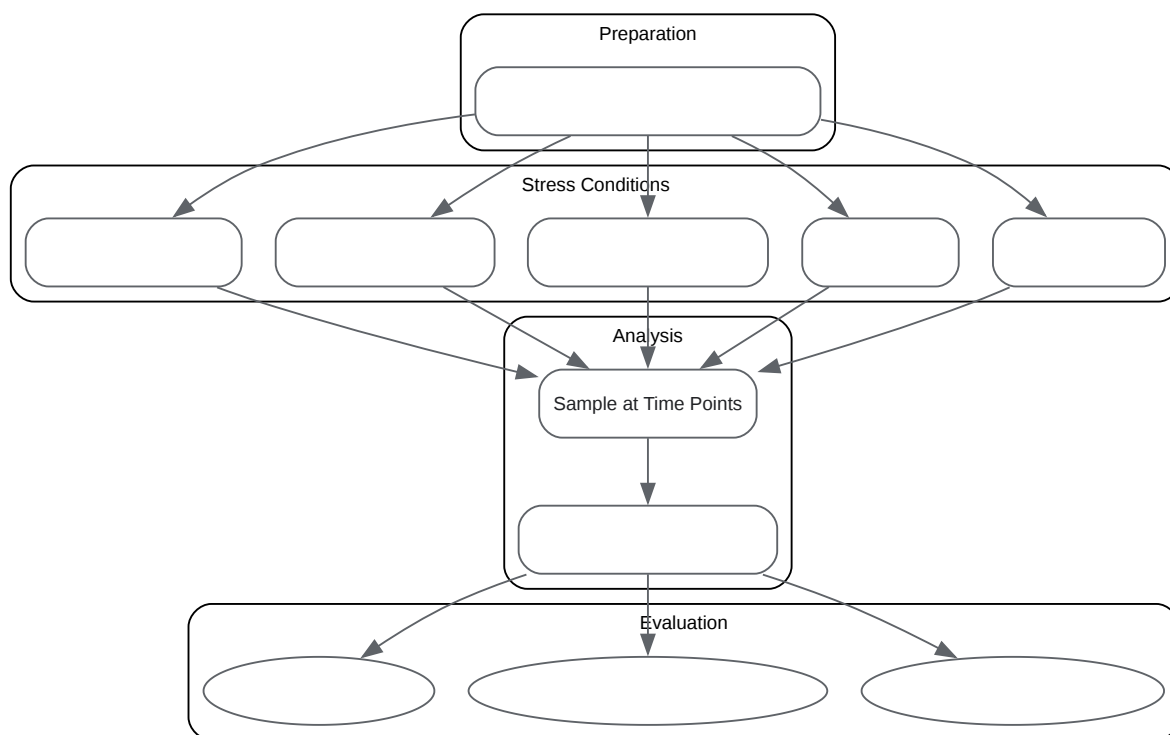 Preparation
Stress Conditions
Analysis
Sample at Time Points
Evaluation